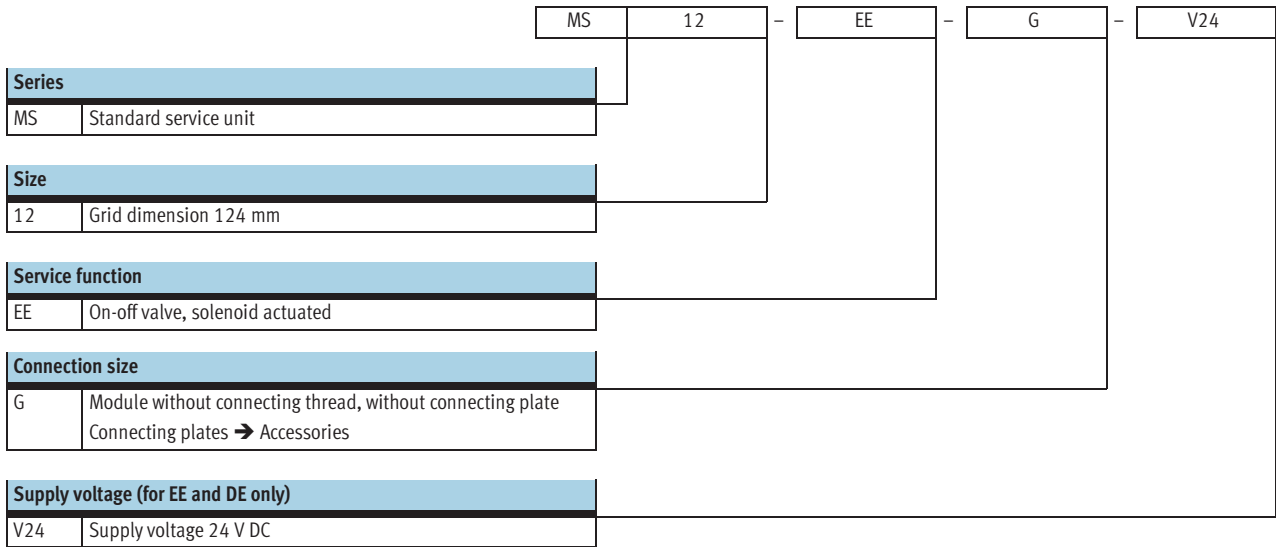 MS 12 – EE – G – V24
Series
MS Standard service unit
Size
12 Grid dimension 124 mm
Service function
EE On-off valve, solenoid actuated
Connection size
G Module without connecting thread, without connecting plate
Connecting plates ➔ Accessories
Supply voltage (for EE and DE only)
V24 Supply voltage 24 V DC